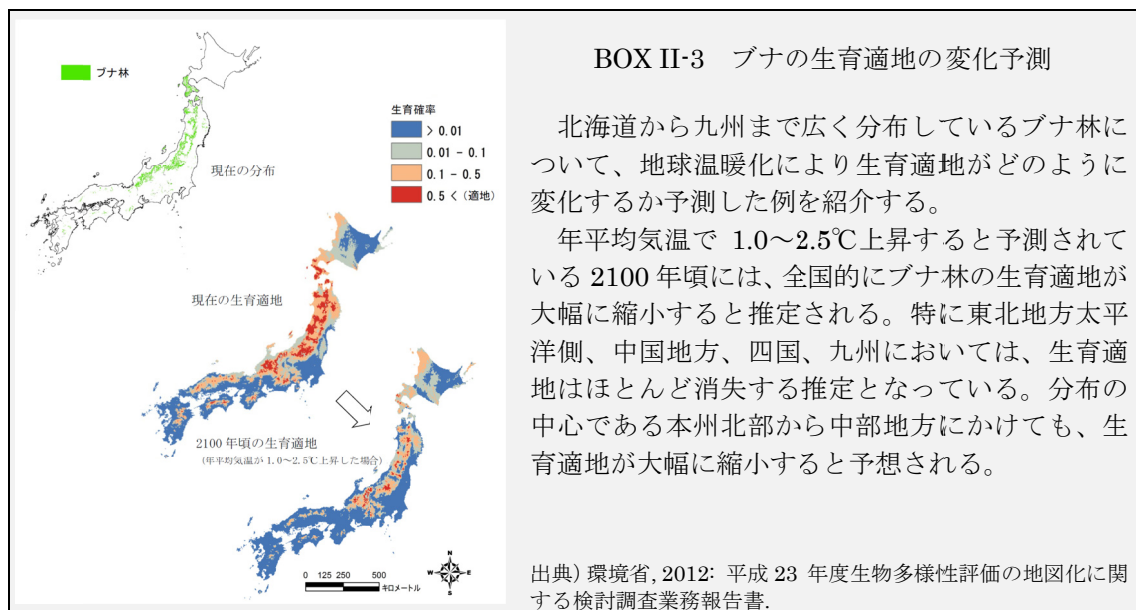 ブナ林
生育確率
> 0.01
0.01 - 0.1
0.1 - 0.5
0.5 < (適地)
現在の分布
現在の生育適地
2100 年頃の生育適地
(年平均気温が 1.0~2.5℃上昇した場合)
0 125 250 500
キロメートル
N
W E
S
BOX II-3 ブナの生育適地の変化予測
北海道から九州まで広く分布しているブナ林に
ついて、地球温暖化により生育適地がどのように
変化するか予測した例を紹介する。
年平均気温で 1.0~2.5℃上昇すると予測されて
いる 2100 年頃には、全国的にブナ林の生育適地が
大幅に縮小すると推定される。特に東北地方太平
洋側、中国地方、四国、九州においては、生育適
地はほとんど消失する推定となっている。分布の
中心である本州北部から中部地方にかけても、生
育適地が大幅に縮小すると予想される。
出典) 環境省, 2012: 平成 23 年度生物多様性評価の地図化に関
する検討調査業務報告書.